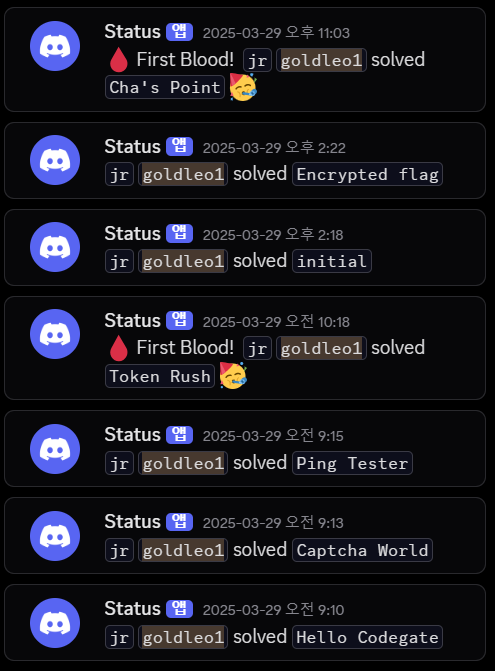 Status 앱 2025-03-29 오후 11:03
First Blood! jr goldleo1 solved
Cha's Point
Status 앱 2025-03-29 오후 2:22
jr goldleo1 solved Encrypted flag
Status 앱 2025-03-29 오후 2:18
jr goldleo1 solved initial
Status 앱 2025-03-29 오전 10:18
First Blood! jr goldleo1 solved
Token Rush
Status 앱 2025-03-29 오전 9:15
jr goldleo1 solved Ping Tester
Status 앱 2025-03-29 오전 9:13
jr goldleo1 solved Captcha World
Status 앱 2025-03-29 오전 9:10
jr goldleo1 solved Hello Codegate